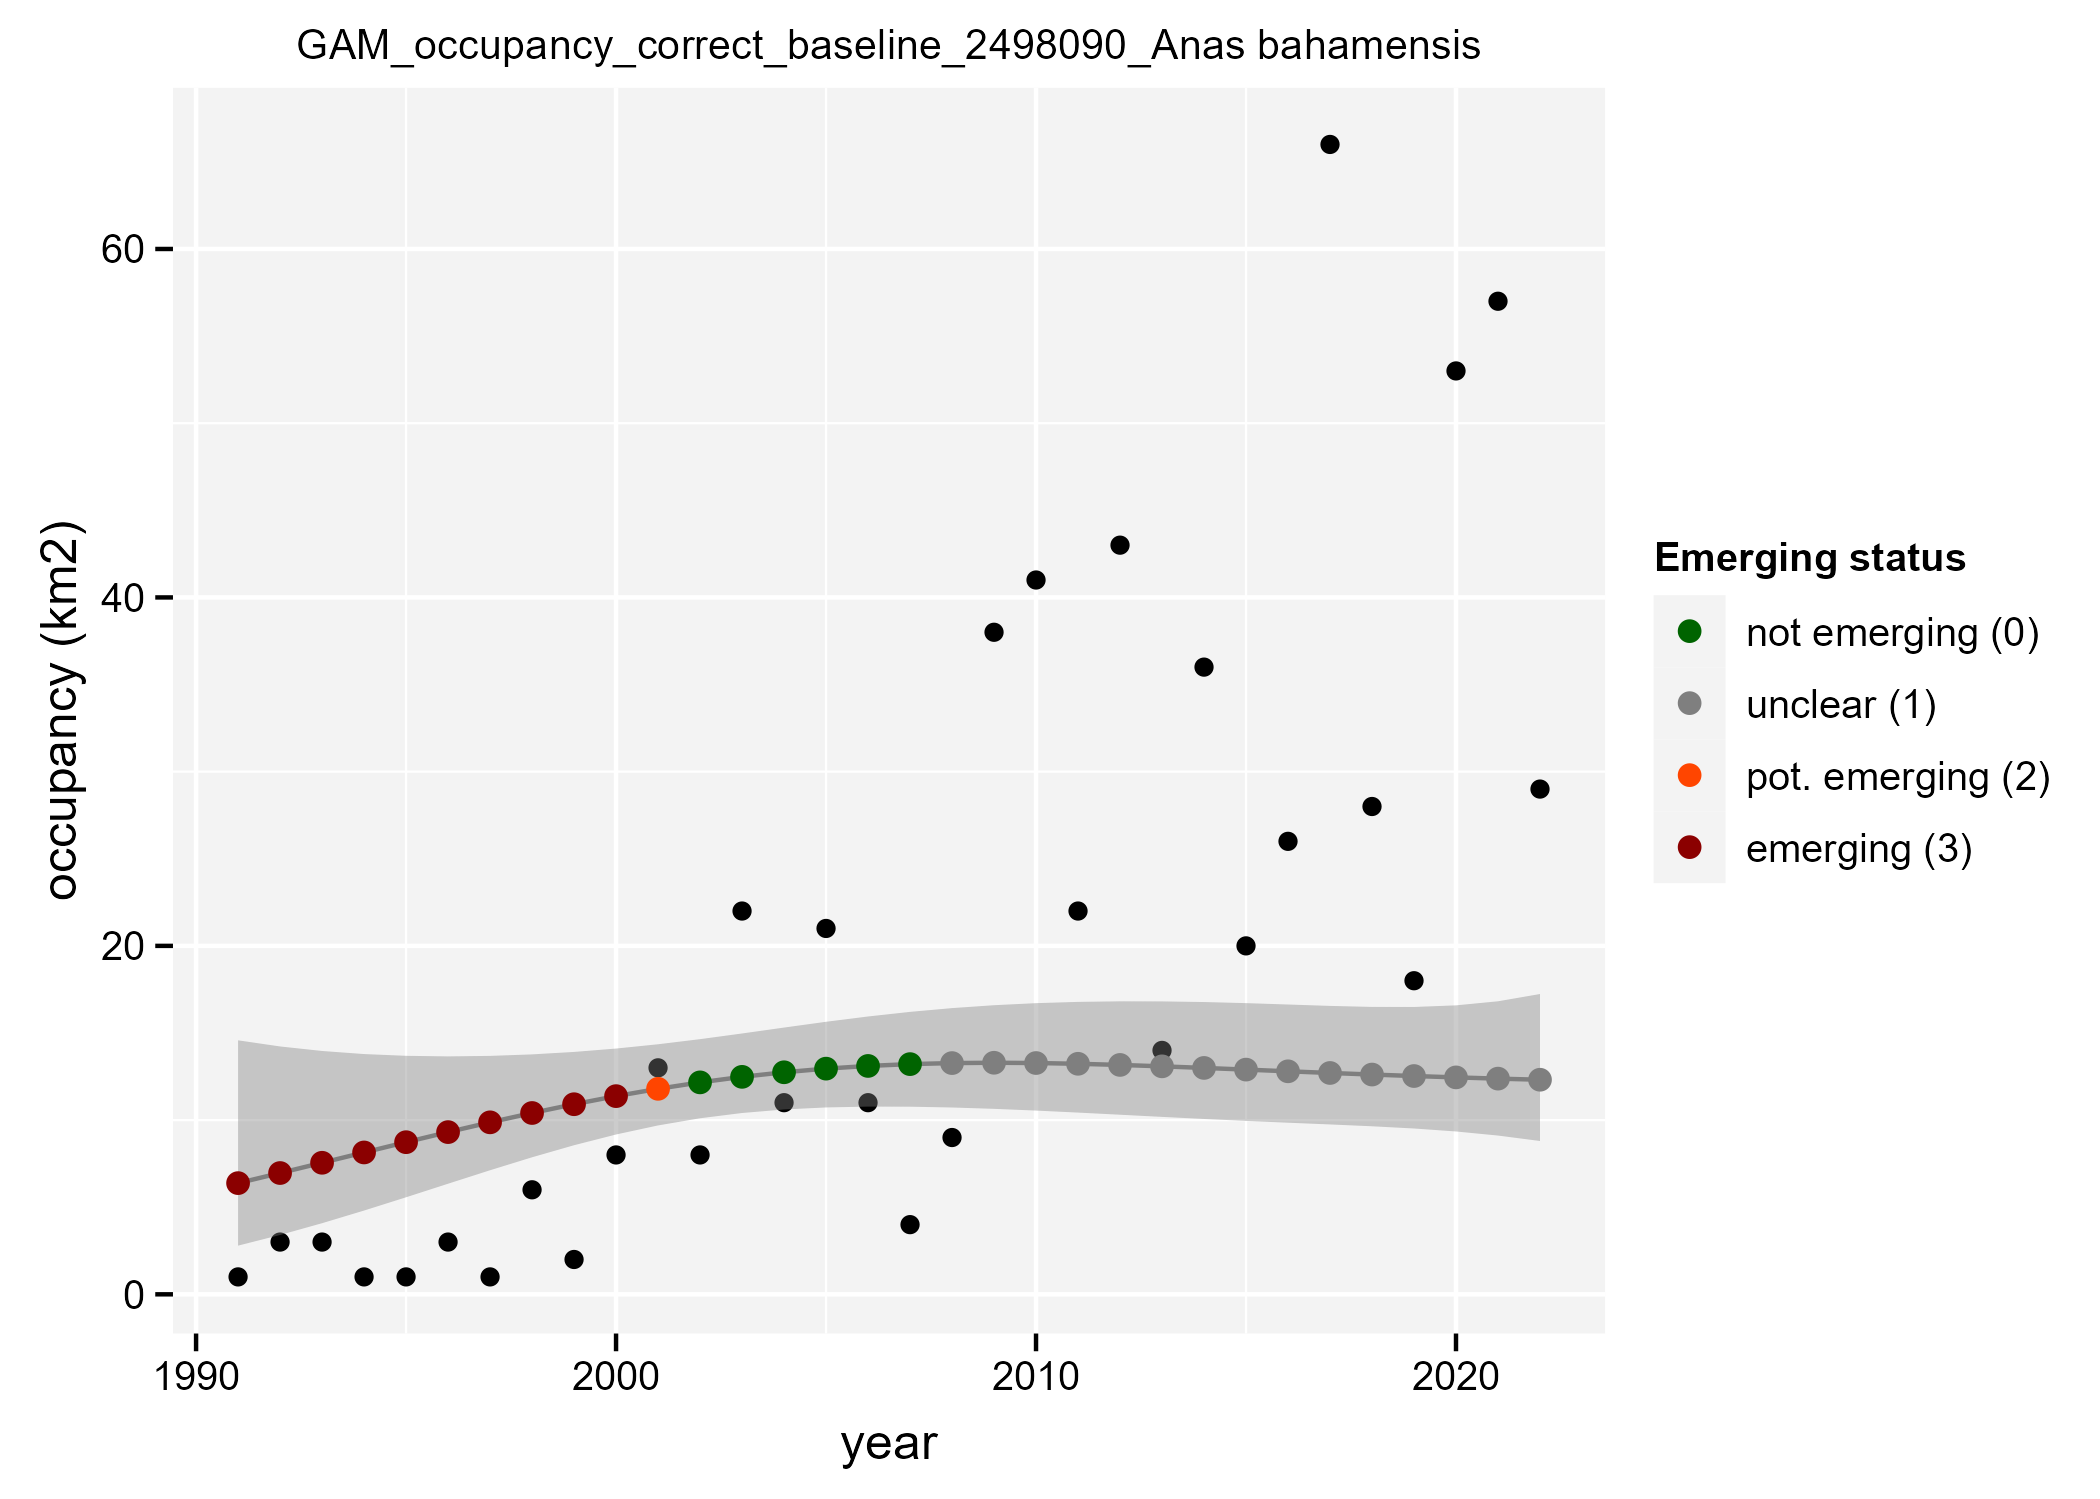 GAM_occupancy_correct_baseline_2498090_Anas bahamensis
60
40
20
0
occupancy (km2)
1990
2000
2010
2020
year
Emerging status
not emerging (0)
unclear (1)
pot. emerging (2)
emerging (3)